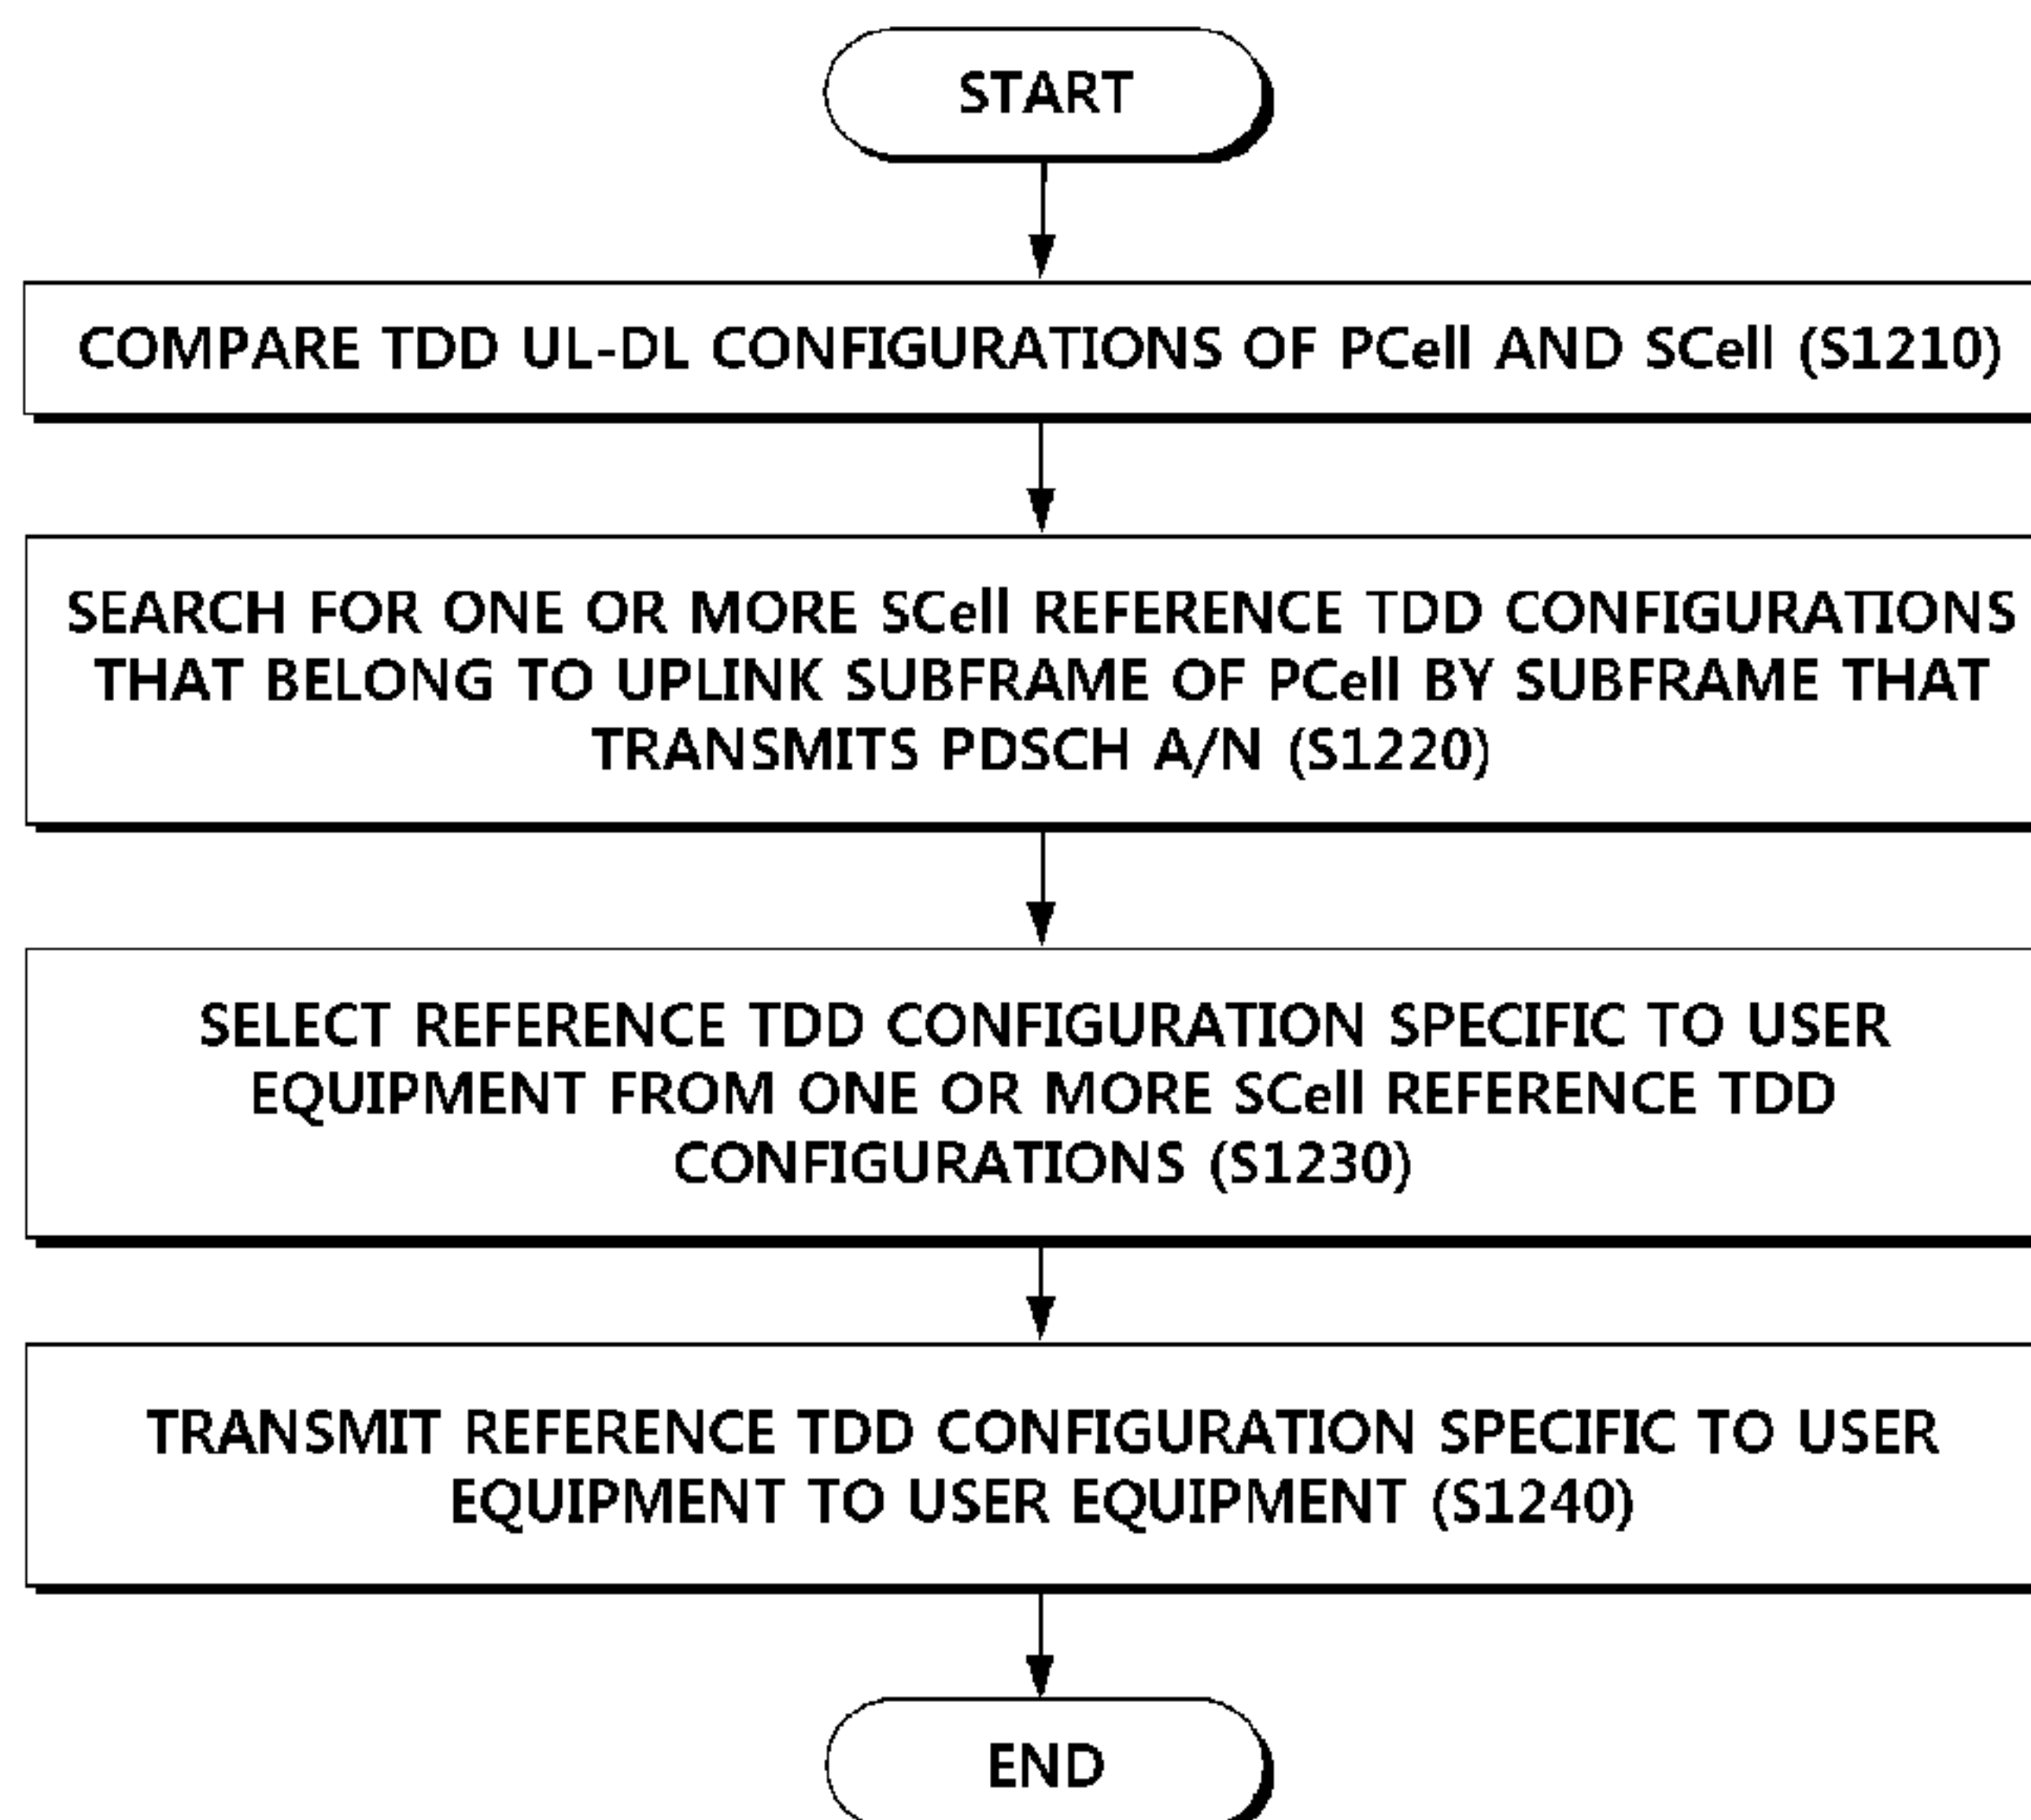 START
COMPARE TDD UL-DL CONFIGURATIONS OF PCell AND SCell (S1210)
SEARCH FOR ONE OR MORE SCell REFERENCE TDD CONFIGURATIONS
THAT BELONG TO UPLINK SUBFRAME OF PCell BY SUBFRAME THAT
TRANSMITS PDSCH A/N (S1220)
SELECT REFERENCE TDD CONFIGURATION SPECIFIC TO USER
EQUIPMENT FROM ONE OR MORE SCell REFERENCE TDD
CONFIGURATIONS (S1230)
TRANSMIT REFERENCE TDD CONFIGURATION SPECIFIC TO USER
EQUIPMENT TO USER EQUIPMENT (S1240)
END